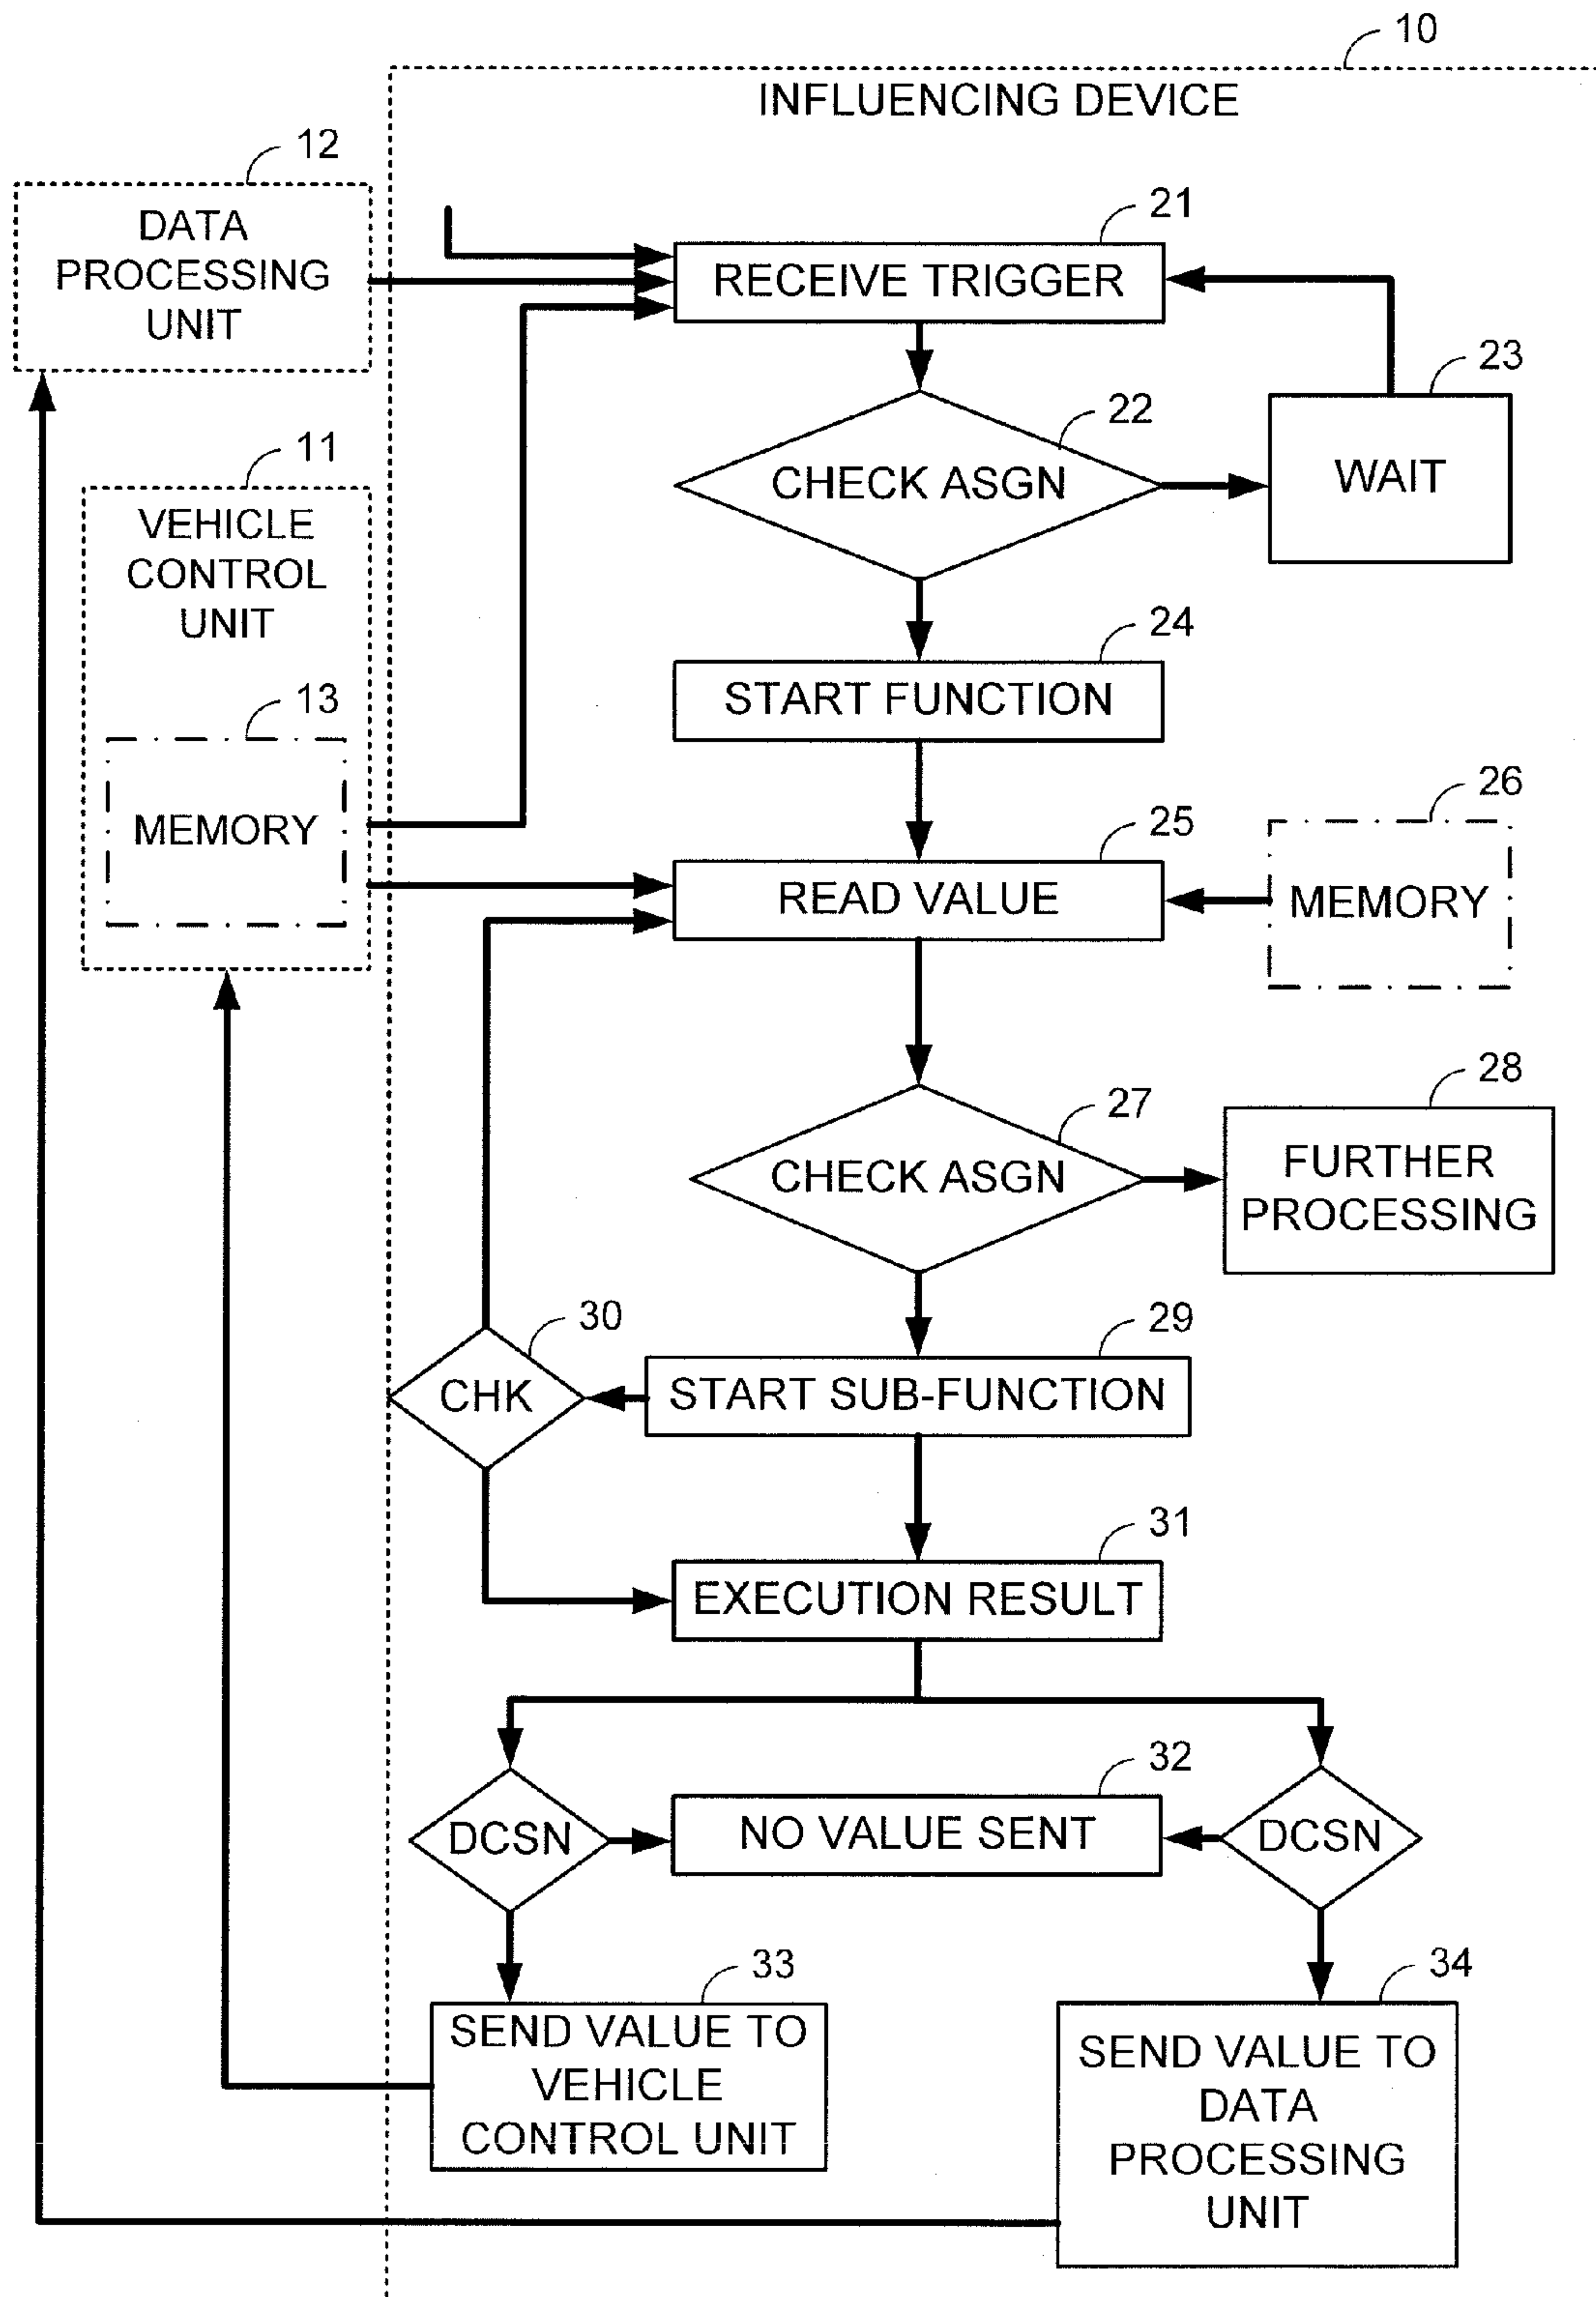 10
INFLUENCING DEVICE
12
DATA
PROCESSING
UNIT
21
RECEIVE TRIGGER
23
WAIT
22
CHECK ASGN
11
VEHICLE
CONTROL
UNIT
13
MEMORY
24
START FUNCTION
25
READ VALUE
26
MEMORY
27
CHECK ASGN
28
FURTHER
PROCESSING
30
CHK
29
START SUB-FUNCTION
31
EXECUTION RESULT
DCSN
32
NO VALUE SENT
DCSN
33
SEND VALUE TO
VEHICLE
CONTROL UNIT
34
SEND VALUE TO
DATA
PROCESSING
UNIT